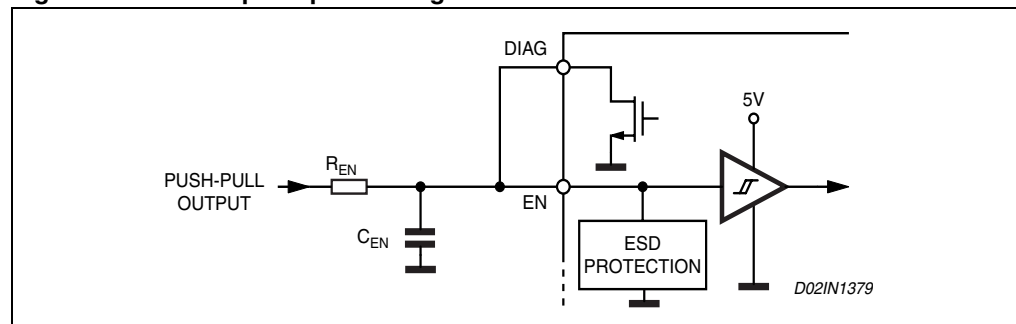 DIAG
5V
R_EN
PUSH-PULL
OUTPUT
EN
C_EN
ESD
PROTECTION
D02IN1379